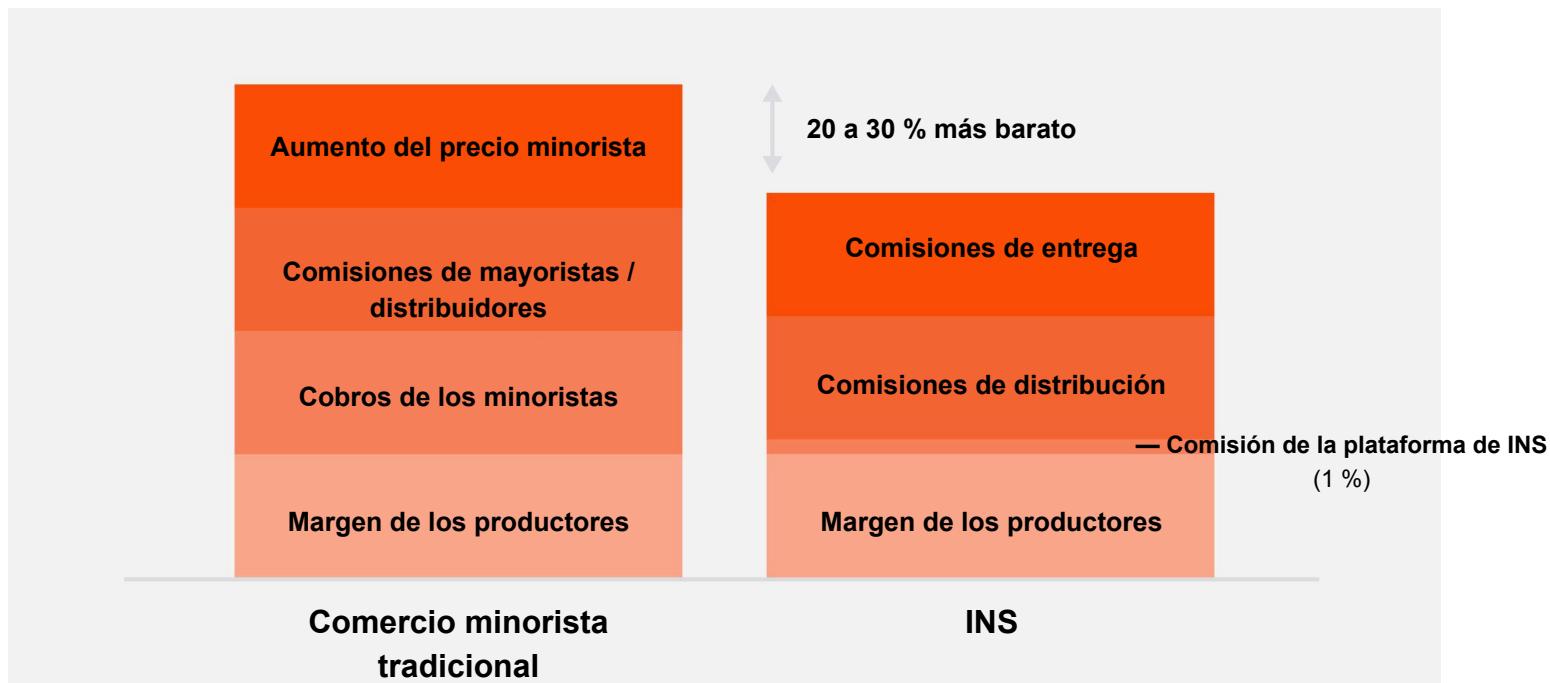 Aumento del precio minorista
Comisiones de mayoristas /
distribuidores
Cobros de los minoristas
Margen de los productores
Comercio minorista
tradicional
20 a 30 % más barato
Comisiones de entrega
Comisiones de distribución
— Comisión de la plataforma de INS
(1 %)
Margen de los productores
INS